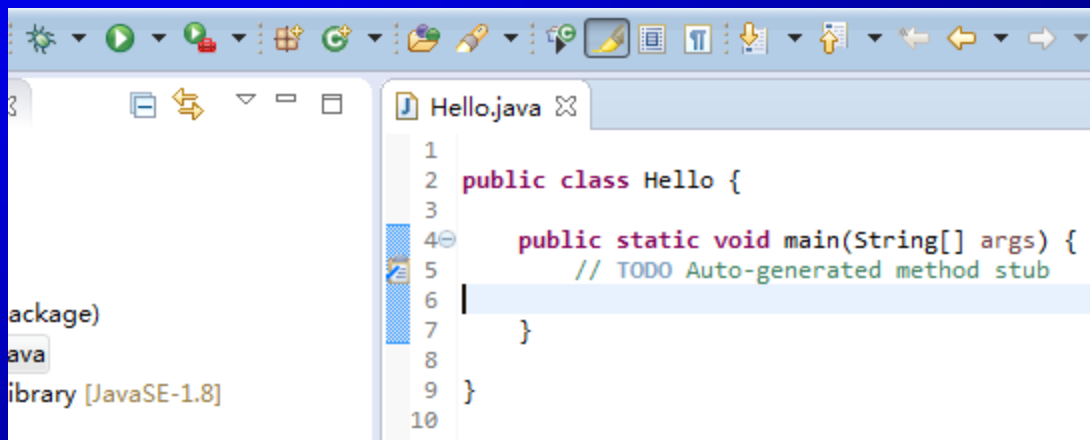 Hello.java
1
2 public class Hello {
3
4 public static void main(String[] args) {
5 // TODO Auto-generated method stub
6
7 }
8
9 }
10
ackage)
ava
ibrary [JavaSE-1.8]